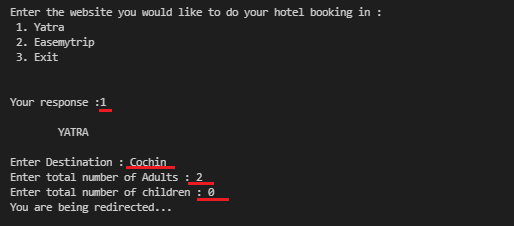 Enter the website you would like to do your hotel booking in :
1. Yatra
2. Easemytrip
3. Exit
Your response :1
YATRA
Enter Destination : Cochin
Enter total number of Adults : 2
Enter total number of children : 0
You are being redirected...